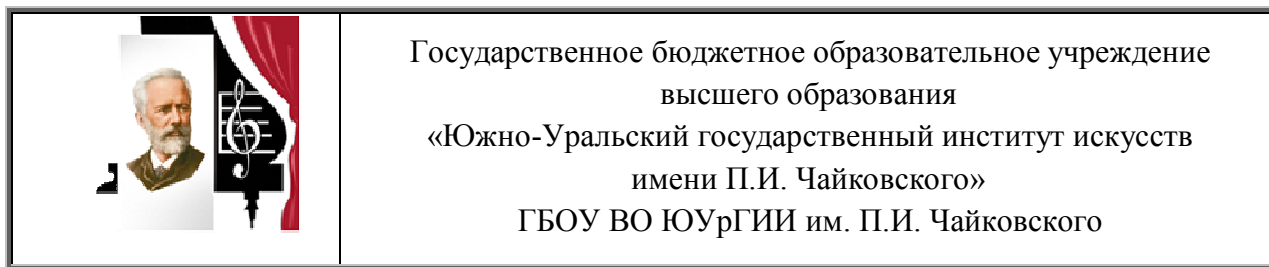 Государственное бюджетное образовательное учреждение
высшего образования
«Южно-Уральский государственный институт искусств
имени П.И. Чайковского»
ГБОУ ВО ЮУрГИИ им. П.И. Чайковского